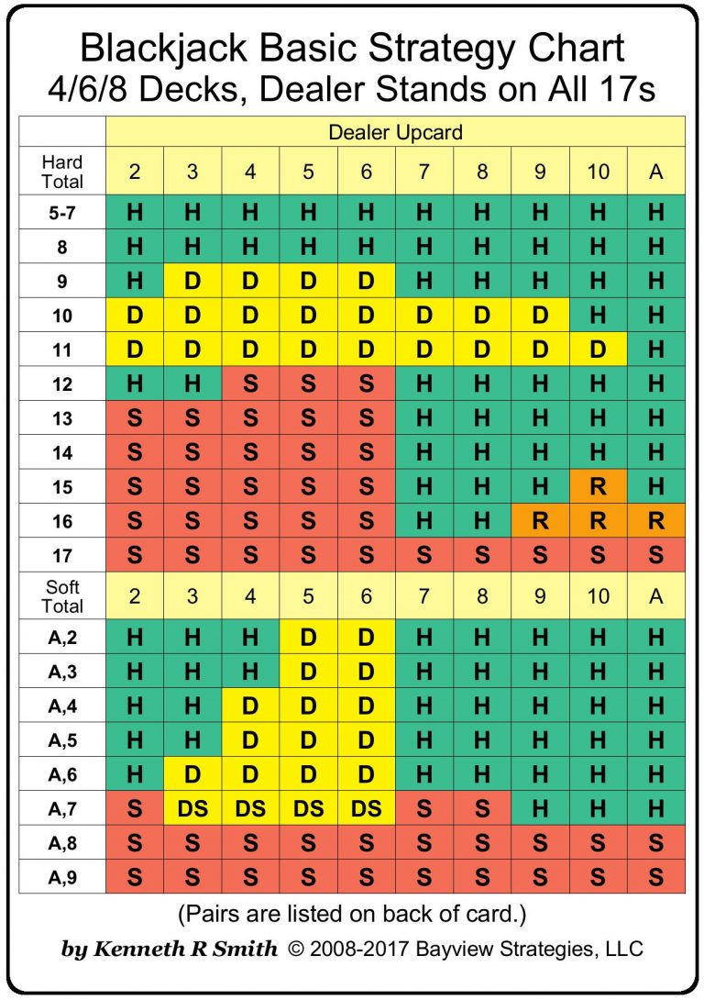 Blackjack Basic Strategy Chart
4/6/8 Decks, Dealer Stands on All 17s
Dealer Upcard
Hard Total 2 3 4 5 6 7 8 9 10 A
5-7 H H H H H H H H H H
8 H H H H H H H H H H
9 H D D D D H H H H H
10 D D D D D D D D H H
11 D D D D D D D D D H
12 H H S S S H H H H H
13 S S S S S H H H H H
14 S S S S S H H H H H
15 S S S S S H H H R H
16 S S S S S H H R R R
17 S S S S S S S S S S
Soft Total 2 3 4 5 6 7 8 9 10 A
A,2 H H H D D H H H H H
A,3 H H H D D H H H H H
A,4 H H D D D H H H H H
A,5 H H D D D H H H H H
A,6 H D D D D H H H H H
A,7 S DS DS DS DS S S H H H
A,8 S S S S S S S S S S
A,9 S S S S S S S S S S
(Pairs are listed on back of card.)
by Kenneth R Smith © 2008-2017 Bayview Strategies, LLC